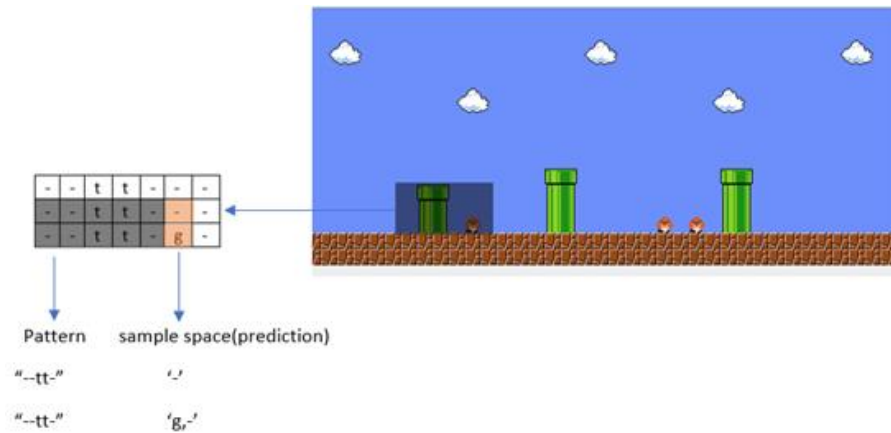 - - t t - - -
- - t t - - -
- - t t - g -
Pattern sample space(prediction)
“--tt-” ‘-’
“--tt-” ‘g,-’